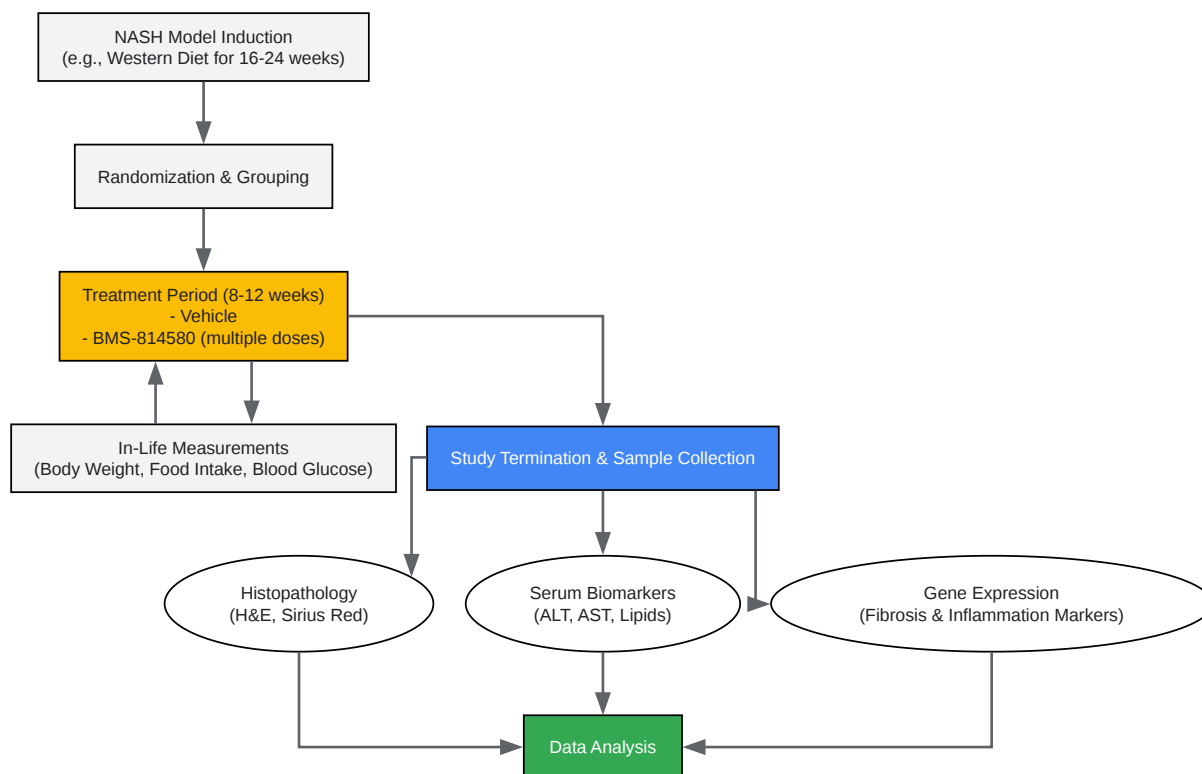 NASH Model Induction
(e.g., Western Diet for 16-24 weeks)
Randomization & Grouping
Treatment Period (8-12 weeks)
- Vehicle
- BMS-814580 (multiple doses)
In-Life Measurements
(Body Weight, Food Intake, Blood Glucose)
Study Termination & Sample Collection
Histopathology
(H&E, Sirius Red)
Serum Biomarkers
(ALT, AST, Lipids)
Gene Expression
(Fibrosis & Inflammation Markers)
Data Analysis